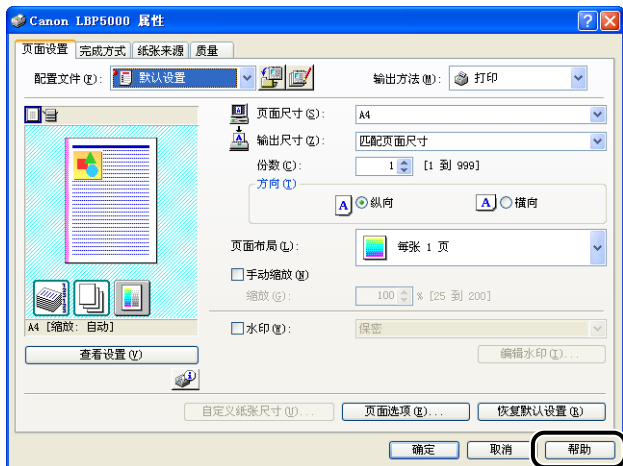 Canon LBP5000 属性
页面设置 完成方式 纸张来源 质量
配置文件(F): 默认设置 输出方法(M): 打印
页面尺寸(S): A4
输出尺寸(Z): 匹配页面尺寸
份数(C): 1 [1 到 999]
方向(T)
A 纵向 A 横向
页面布局(L): 每张 1 页
手动缩放(N)
缩放(G): 100 % [25 到 200]
A4 [缩放: 自动]
水印(W): 保密
查看设置(V) 编辑水印(I)...
自定义纸张尺寸(U)... 页面选项(E)... 恢复默认设置(R)
确定 取消 帮助